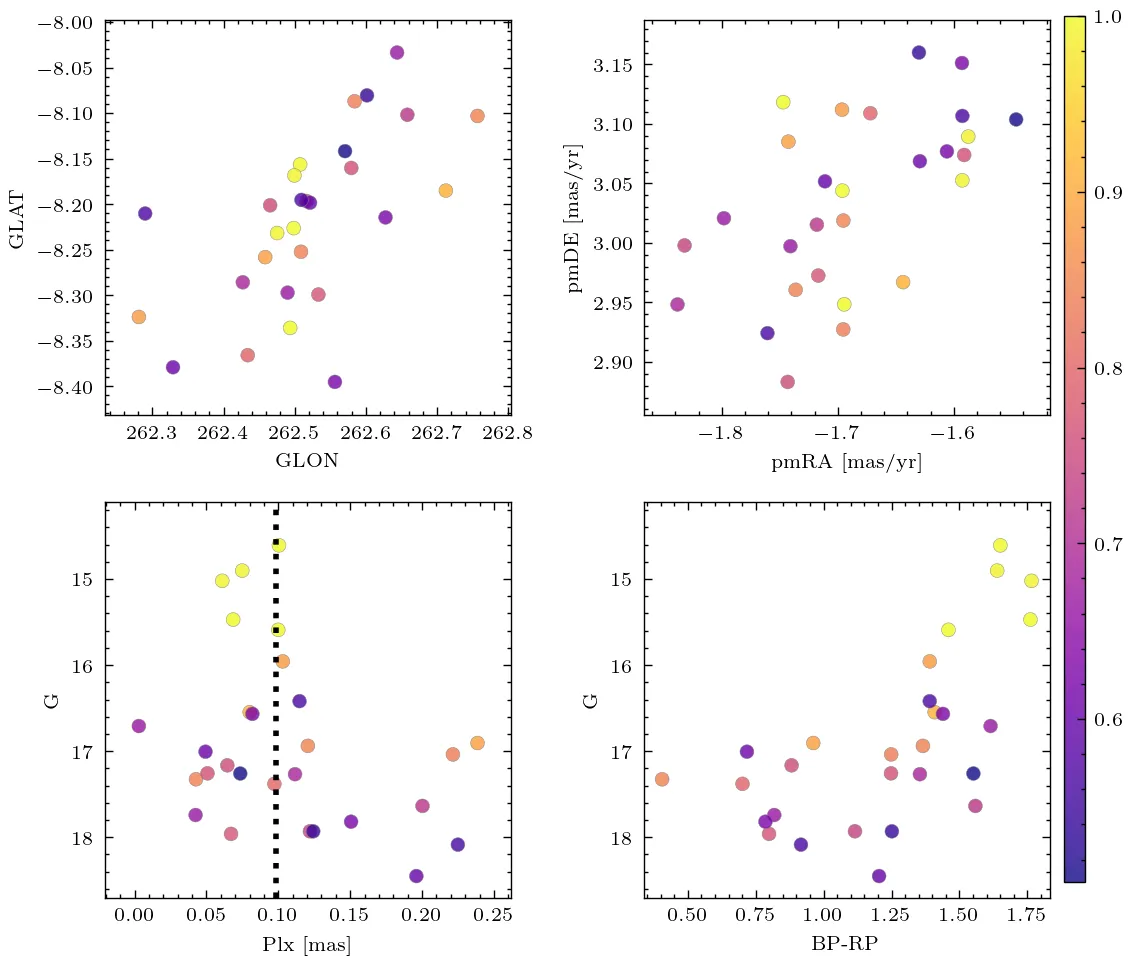 −8.00
−8.05
−8.10
−8.15
−8.20
−8.25
−8.30
−8.35
−8.40
GLAT
262.3 262.4 262.5 262.6 262.7 262.8
GLON
3.15
3.10
3.05
3.00
2.95
2.90
pmDE [mas/yr]
−1.8 −1.7 −1.6
pmRA [mas/yr]
1.0
0.9
0.8
0.7
0.6
15
16
17
18
G
0.00 0.05 0.10 0.15 0.20 0.25
Plx [mas]
15
16
17
18
G
0.50 0.75 1.00 1.25 1.50 1.75
BP-RP